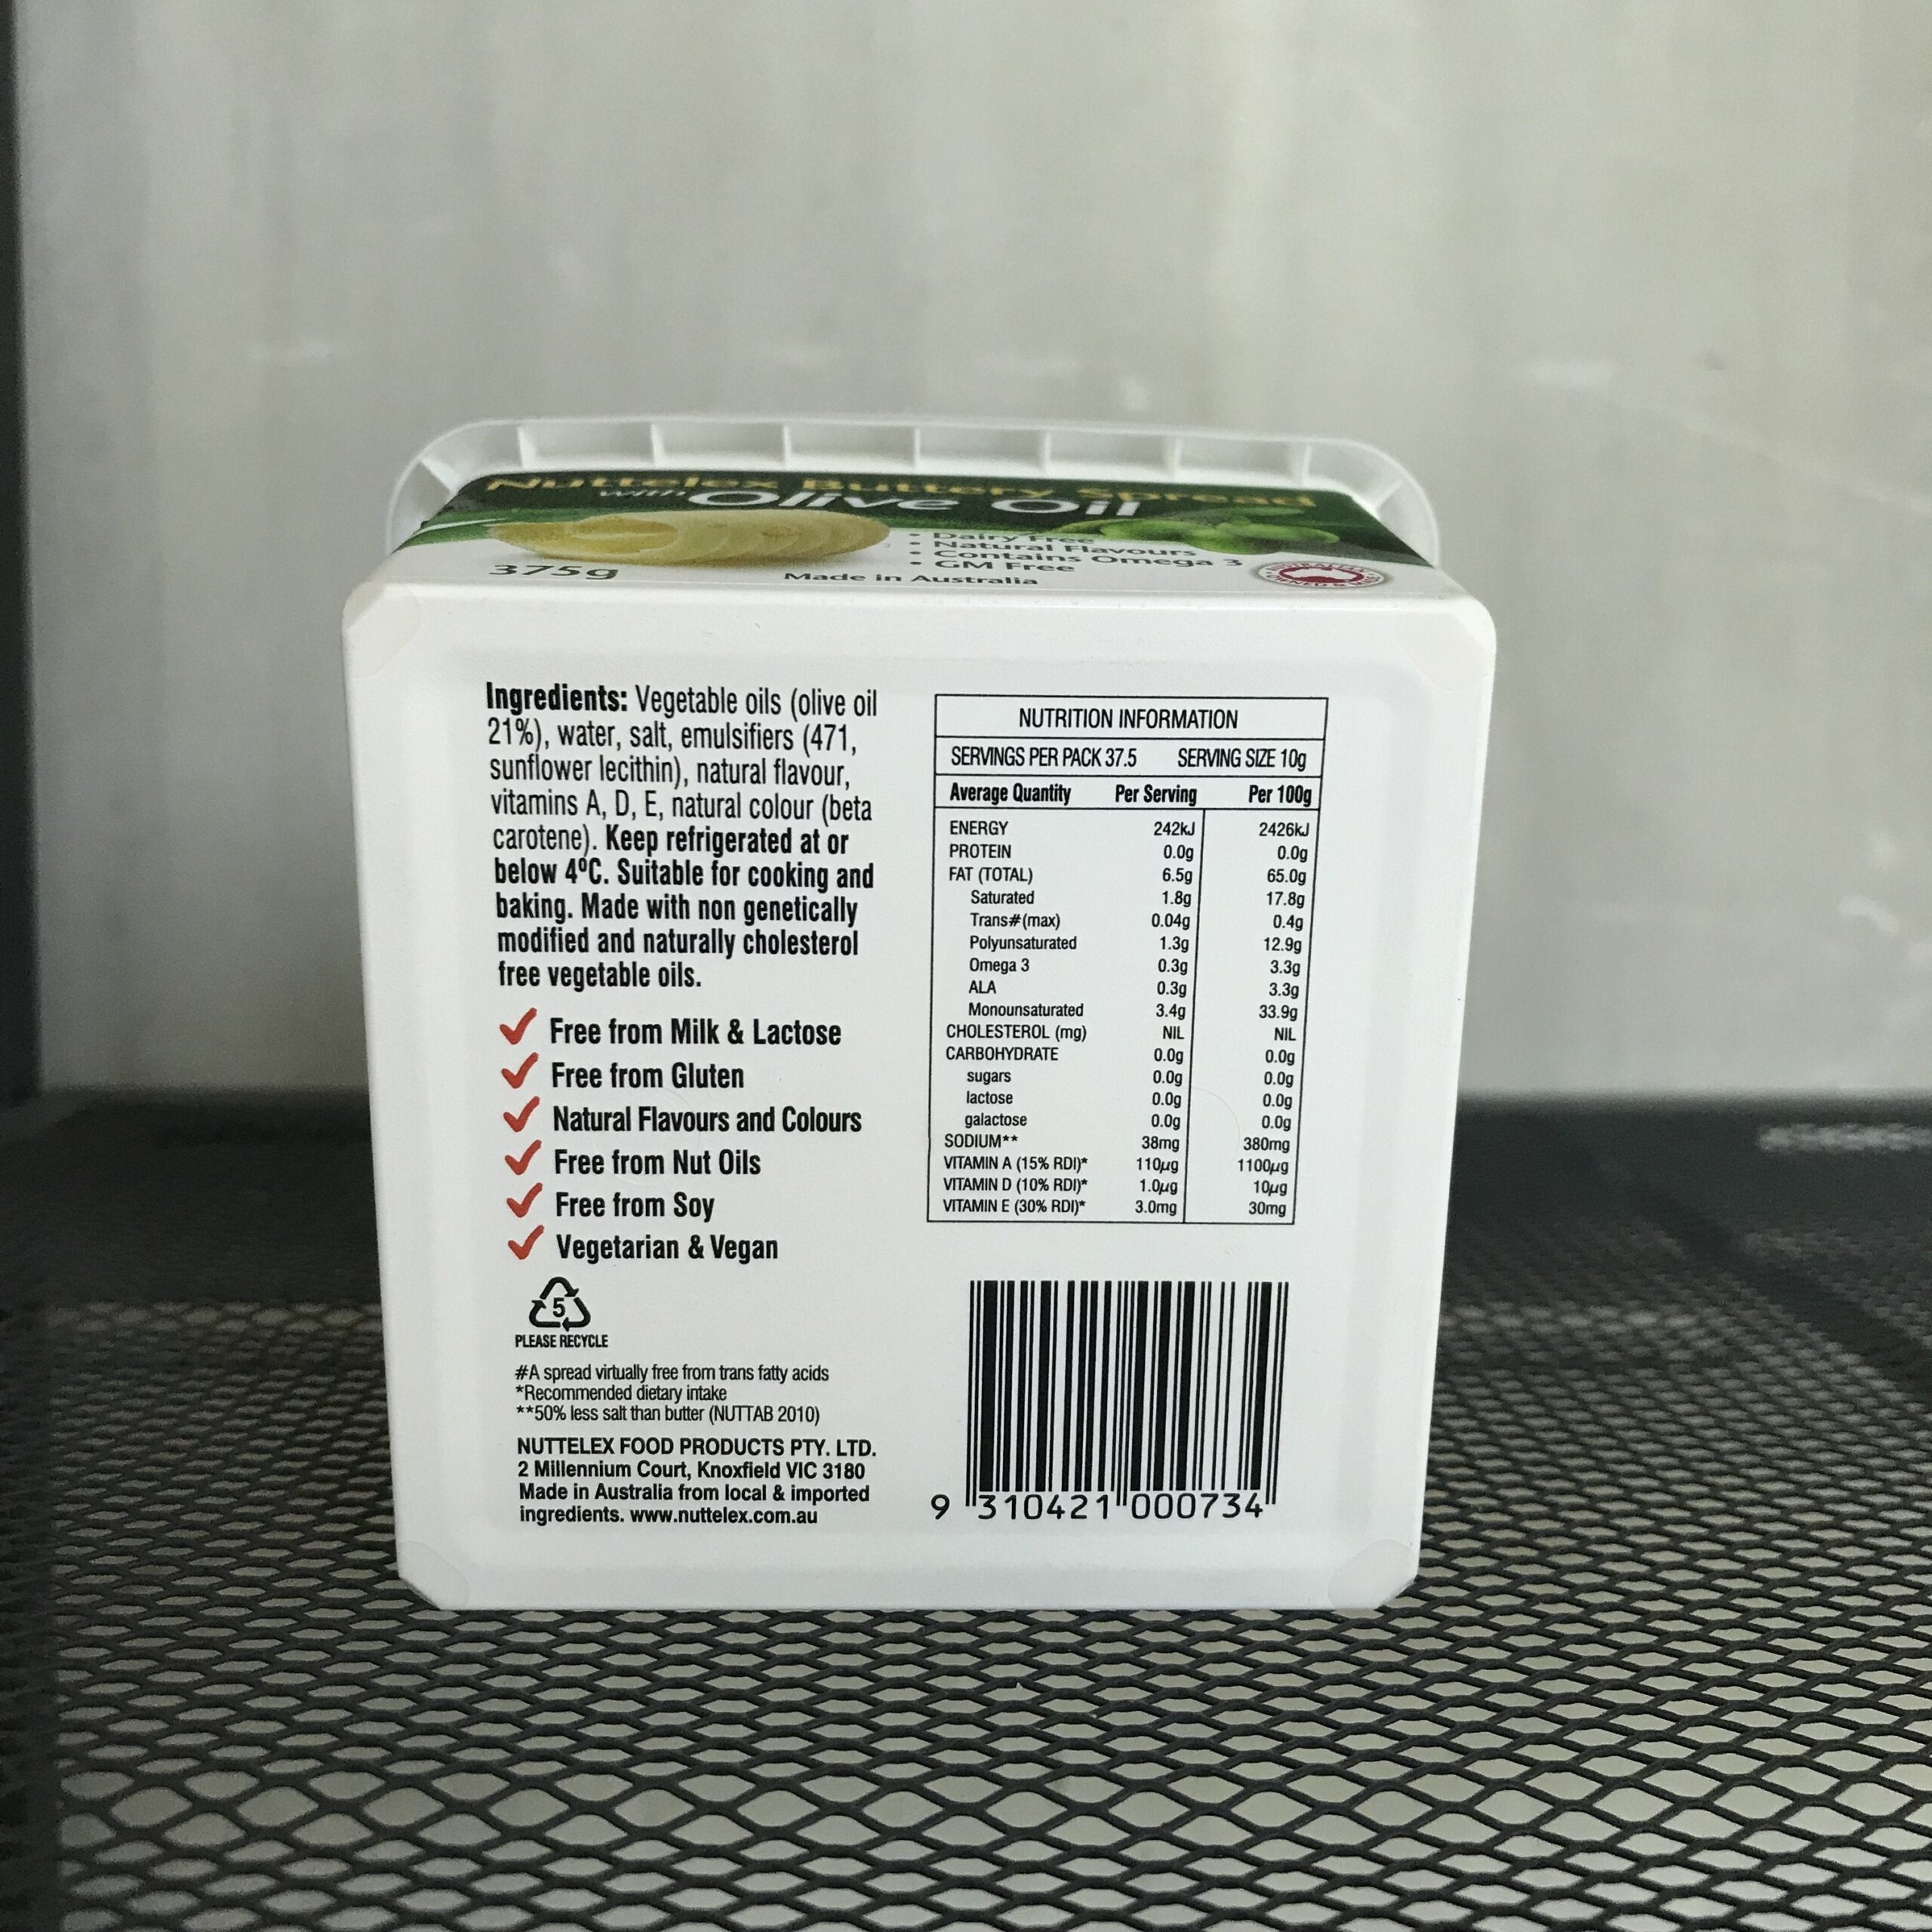 Nuttelex Buttery Spread
with Olive Oil
• Dairy Free
• Natural Flavours
• Contains Omega 3
• GM Free
375g
Made in Australia
Ingredients: Vegetable oils (olive oil
21%), water, salt, emulsifiers (471,
sunflower lecithin), natural flavour,
vitamins A, D, E, natural colour (beta
carotene). Keep refrigerated at or
below 4ºC. Suitable for cooking and
baking. Made with non genetically
modified and naturally cholesterol
free vegetable oils.
Free from Milk & Lactose
Free from Gluten
Natural Flavours and Colours
Free from Nut Oils
Free from Soy
Vegetarian & Vegan
5
PLEASE RECYCLE
#A spread virtually free from trans fatty acids
*Recommended dietary intake
**50% less salt than butter (NUTTAB 2010)
NUTTELEX FOOD PRODUCTS PTY. LTD.
2 Millennium Court, Knoxfield VIC 3180
Made in Australia from local & imported
ingredients. www.nuttelex.com.au
NUTRITION INFORMATION
SERVINGS PER PACK 37.5 SERVING SIZE 10g
Average Quantity Per Serving Per 100g
ENERGY 242kJ 2426kJ
PROTEIN 0.0g 0.0g
FAT (TOTAL) 6.5g 65.0g
Saturated 1.8g 17.8g
Trans#(max) 0.04g 0.4g
Polyunsaturated 1.3g 12.9g
Omega 3 0.3g 3.3g
ALA 0.3g 3.3g
Monounsaturated 3.4g 33.9g
CHOLESTEROL (mg) NIL NIL
CARBOHYDRATE 0.0g 0.0g
sugars 0.0g 0.0g
lactose 0.0g 0.0g
galactose 0.0g 0.0g
SODIUM** 38mg 380mg
VITAMIN A (15% RDI)* 110µg 1100µg
VITAMIN D (10% RDI)* 1.0µg 10µg
VITAMIN E (30% RDI)* 3.0mg 30mg
9 310421 000734